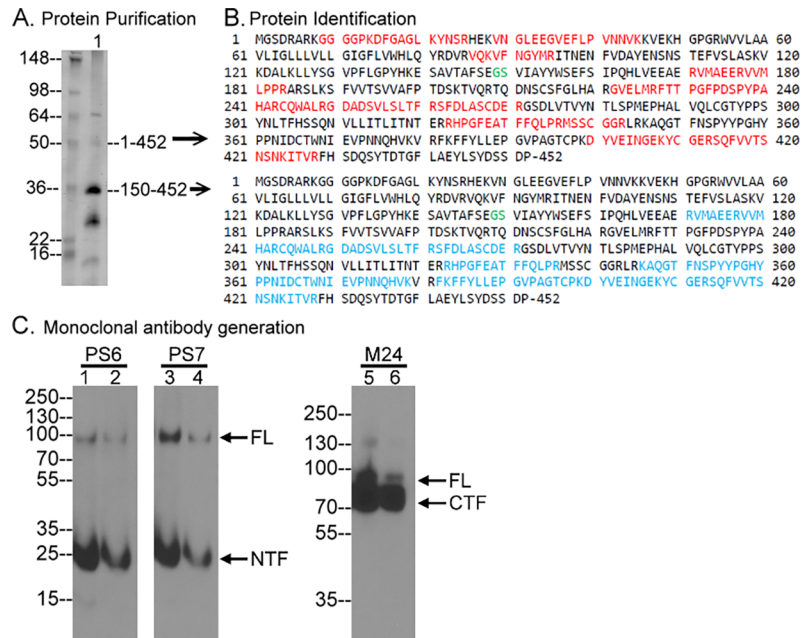 A. Protein Purification
1
148--
98--
64--
50--
36--
22--
16--
--1-452
--150-452
B. Protein Identification
1 MGSDRARKGG GGPKDFGAGL KYNSRHEKVN GLEEGVEFLP VNNVKKVEKH GPGRWVVLAA 60
61 VLIGLLLVLL GIGFLVWHLQ YRDVRVQKVF NGYMRITNEN FVDAYENSNS TEFVSLASKV 120
121 KDALKLLYSG VPFLGPYHKE SAVTAFSEGS VIAYYWSEFS IPQHLVEEAE RVMAEERVVM 180
181 LPPRARSLKS FVVTSVVAFP TDSKTVQRTQ DNSCSFGLHA RGVELMRFTT PGFPDSPYPA 240
241 HARCQWALRG DADSVLSLTF RSFDLASCDE RGSDLVTVYN TLSPMEPHAL VQLCGTYPPS 300
301 YNLTFHSSQN VLLITLITNT ERRHPGFEAT FFQLPRMSSC GGRLRKAQGT FNSPYYPGHY 360
361 PPNIDCTWNI EVPNNQHVKV RFKFFYLLEP GVPAGTCPKD YVEINGEKYC GERSQFVVTS 420
421 NSNKITVRFH SDQSYTDTGF LAEYLSYDSS DP-452
1 MGSDRARKGG GGPKDFGAGL KYNSRHEKVN GLEEGVEFLP VNNVKKVEKH GPGRWVVLAA 60
61 VLIGLLLVLL GIGFLVWHLQ YRDVRVQKVF NGYMRITNEN FVDAYENSNS TEFVSLASKV 120
121 KDALKLLYSG VPFLGPYHKE SAVTAFSEGS VIAYYWSEFS IPQHLVEEAE RVMAEERVVM 180
181 LPPRARSLKS FVVTSVVAFP TDSKTVQRTQ DNSCSFGLHA RGVELMRFTT PGFPDSPYPA 240
241 HARCQWALRG DADSVLSLTF RSFDLASCDE RGSDLVTVYN TLSPMEPHAL VQLCGTYPPS 300
301 YNLTFHSSQN VLLITLITNT ERRHPGFEAT FFQLPRMSSC GGRLRKAQGT FNSPYYPGHY 360
361 PPNIDCTWNI EVPNNQHVKV RFKFFYLLEP GVPAGTCPKD YVEINGEKYC GERSQFVVTS 420
421 NSNKITVRFH SDQSYTDTGF LAEYLSYDSS DP-452
C. Monoclonal antibody generation
PS6 PS7
1 2 3 4
250--
130--
100--
70--
55--
35--
25--
15--
FL
NTF
M24
5 6
250--
130--
100--
70--
55--
35--
FL
CTF